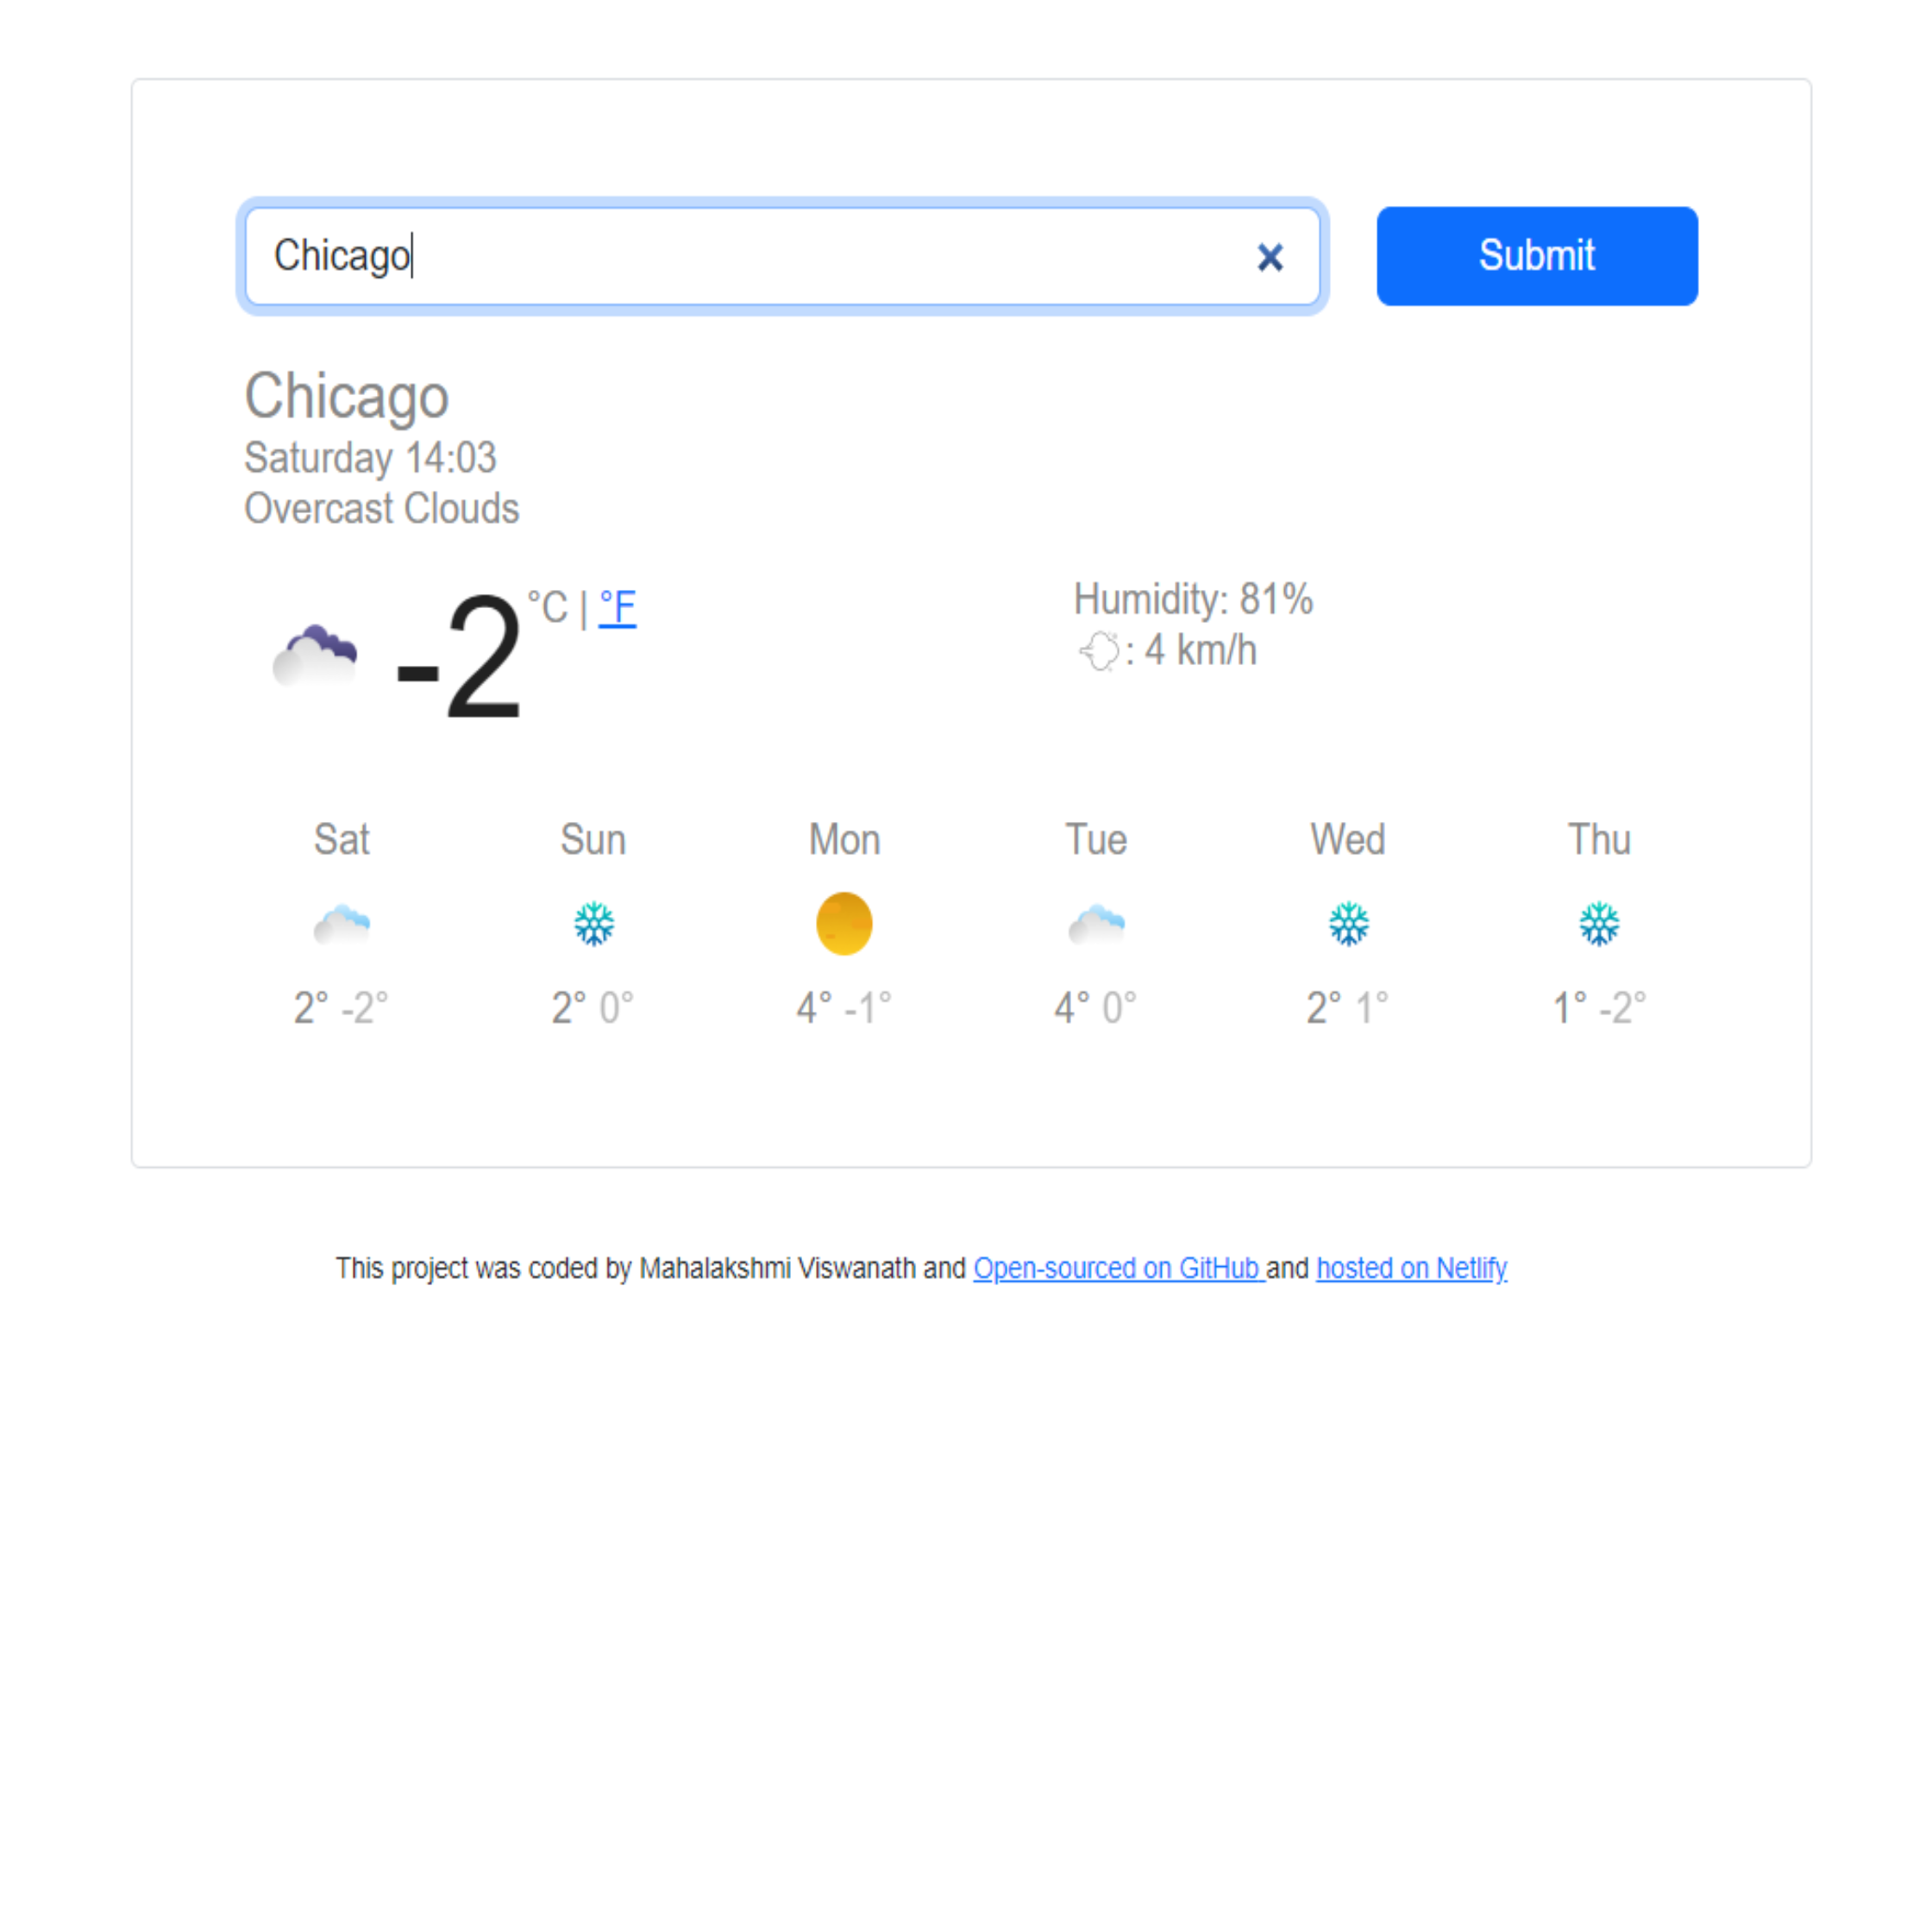 Chicago
Submit
Chicago
Saturday 14:03
Overcast Clouds
-2 °C | °F
Humidity: 81%
: 4 km/h
Sat Sun Mon Tue Wed Thu
2° -2° 2° 0° 4° -1° 4° 0° 2° 1° 1° -2°
This project was coded by Mahalakshmi Viswanath and Open-sourced on GitHub and hosted on Netlify